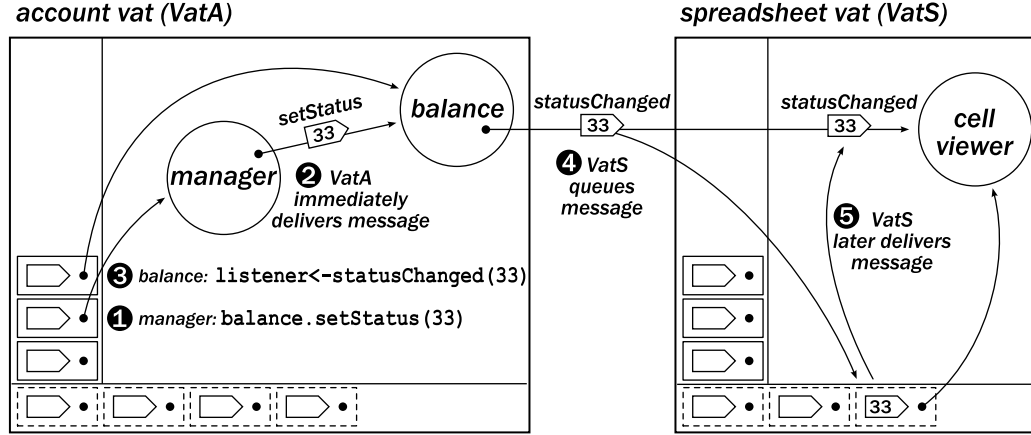 account vat (VatA)
spreadsheet vat (VatS)
setStatus
33
balance
manager
❷ VatA
immediately
delivers message
statusChanged
33
❹ VatS
queues
message
statusChanged
33
cell
viewer
❺ VatS
later delivers
message
❸ balance: listener<-statusChanged(33)
❶ manager: balance.setStatus(33)
33